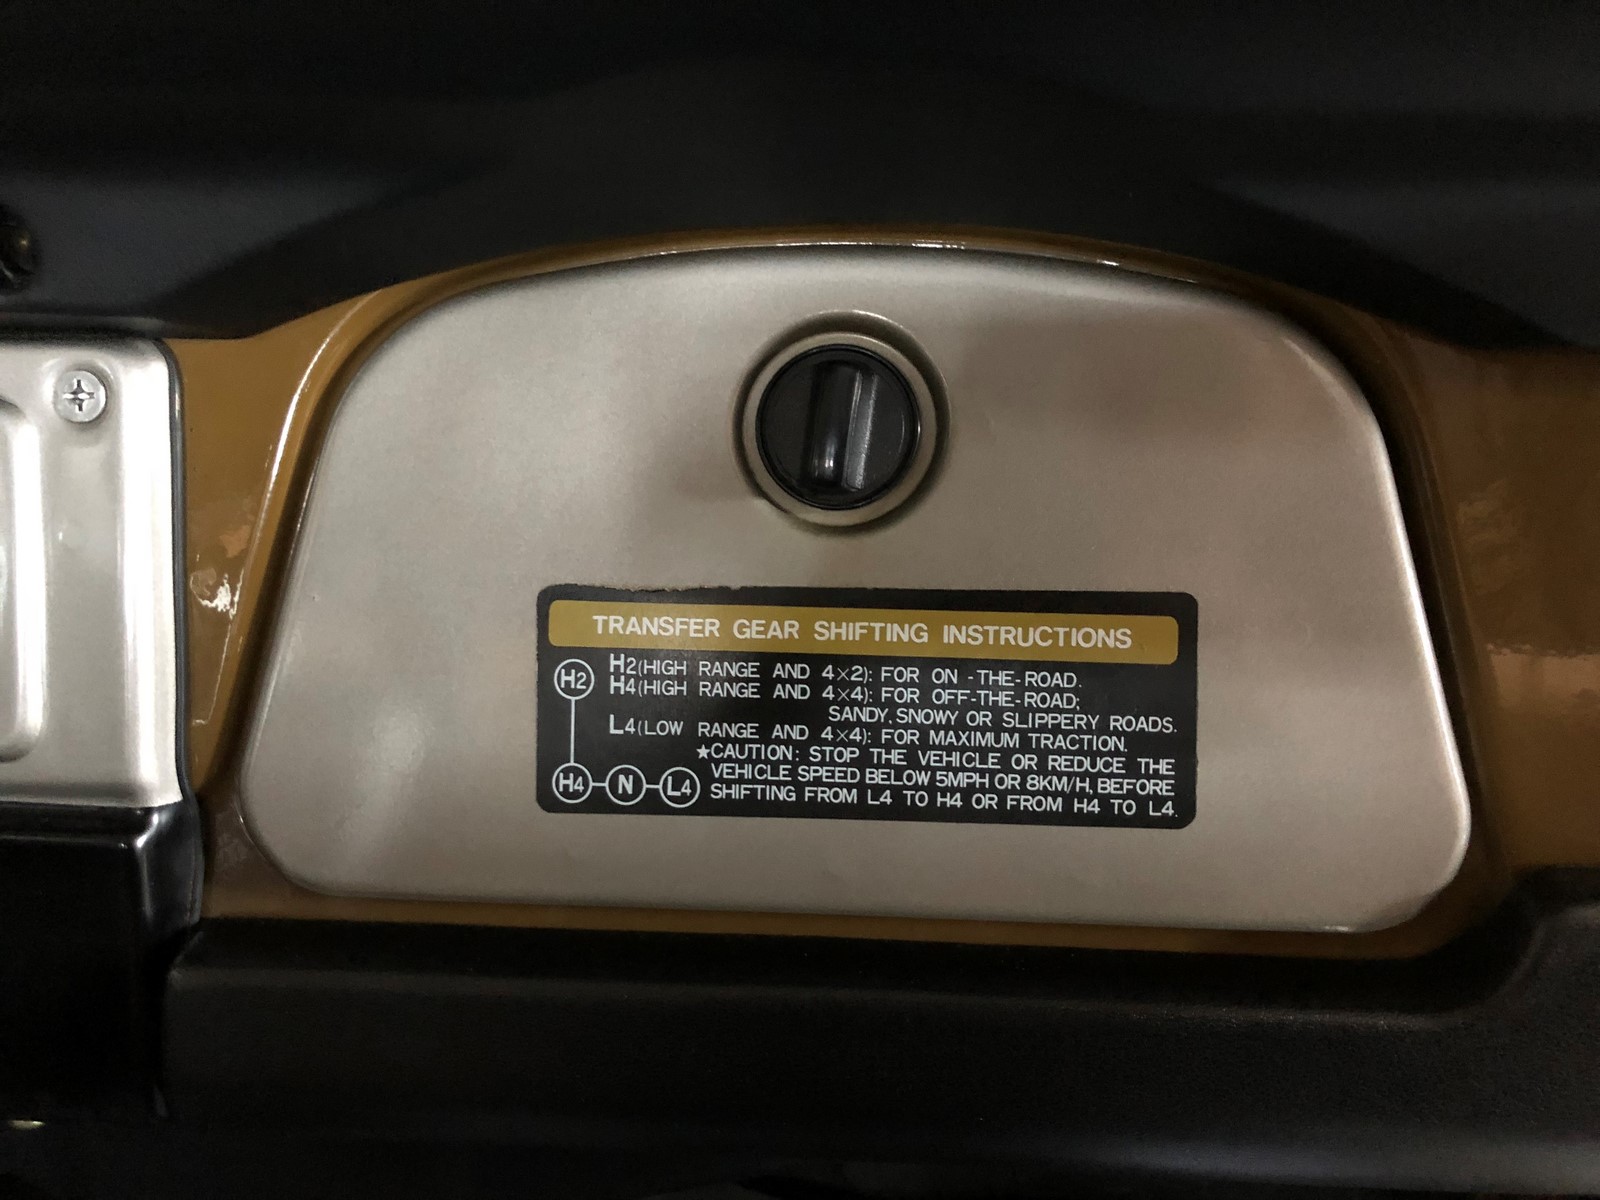 TRANSFER GEAR SHIFTING INSTRUCTIONS
H2 H2(HIGH RANGE AND 4×2): FOR ON -THE-ROAD.
H4(HIGH RANGE AND 4×4): FOR OFF-THE-ROAD;
SANDY, SNOWY OR SLIPPERY ROADS.
L4(LOW RANGE AND 4×4): FOR MAXIMUM TRACTION.
★CAUTION: STOP THE VEHICLE OR REDUCE THE
VEHICLE SPEED BELOW 5MPH OR 8KM/H, BEFORE
H4 N L4 SHIFTING FROM L4 TO H4 OR FROM H4 TO L4.